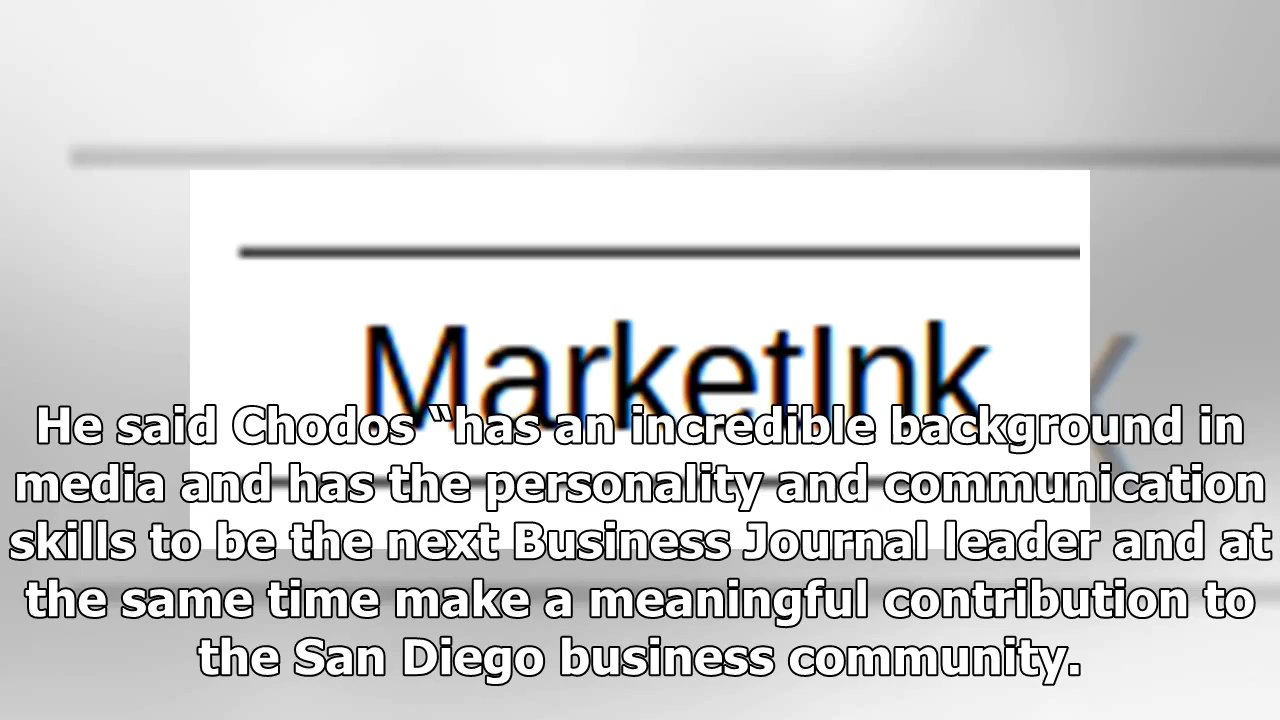 MarketInk
He said Chodos “has an incredible background in
media and has the personality and communication
skills to be the next Business Journal leader and at
the same time make a meaningful contribution to
the San Diego business community.